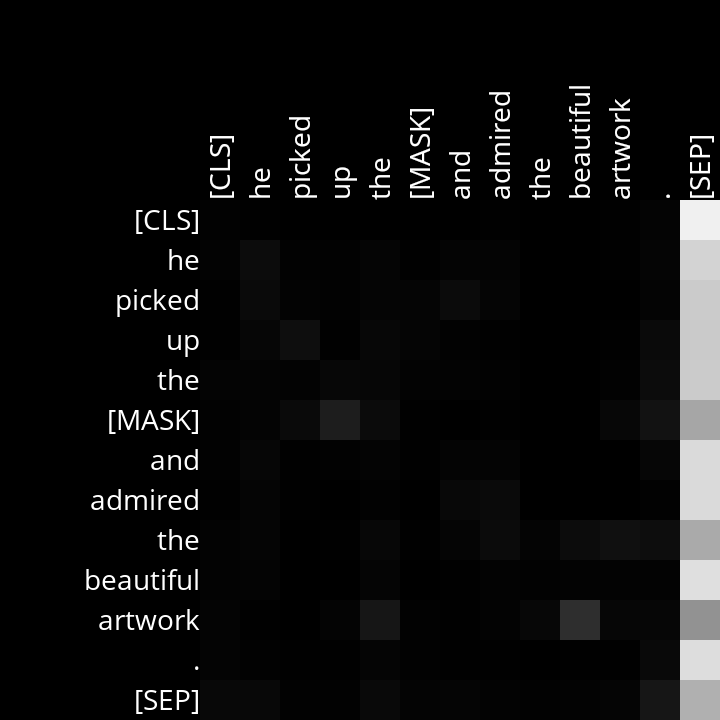 [CLS] he picked up the [MASK] and admired the beautiful artwork . [SEP]
[CLS]
he
picked
up
the
[MASK]
and
admired
the
beautiful
artwork
.
[SEP]